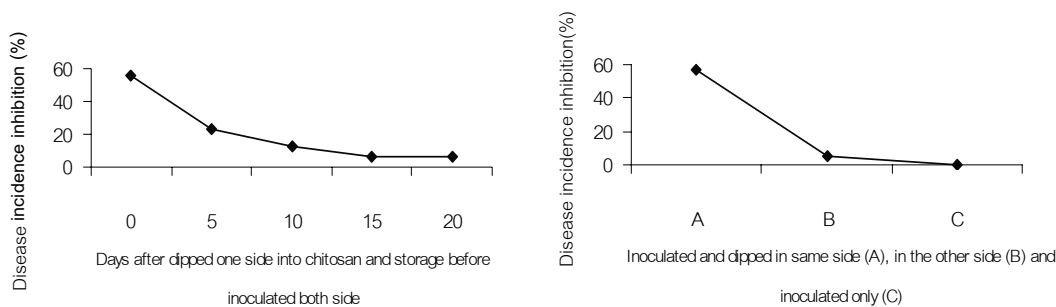 Disease incidence inhibition (%)
60
40
20
0
0 5 10 15 20
Days after dipped one side into chitosan and storage before
inoculated both side
Disease incidence inhibition(%)
60
40
20
0
A B C
Inoculated and dipped in same side (A), in the other side (B) and
inoculated only (C)